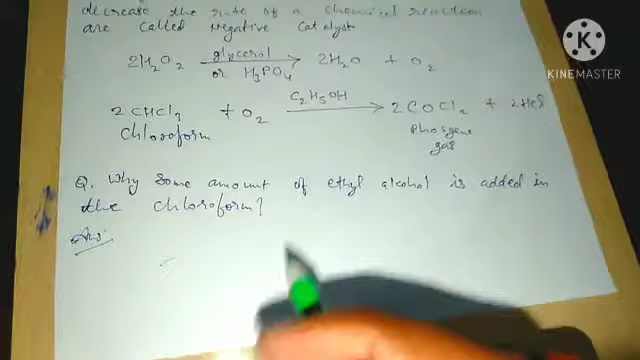 decrease the rate of a chemical reaction
are called Negative Catalyst
2H2O2 glycerol or H3PO4 → 2H2O + O2
2CHCl3 + O2 C2H5OH → 2COCl2 + 2HCl
Chloroform Phosgene gas
Q. Why Some amount of ethyl alcohol is added in
the chloroform?
Ans:
KINEMASTER